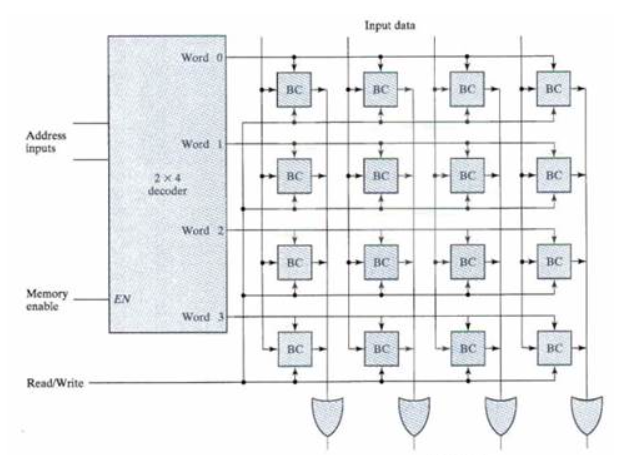 Input data
Word 0
BC BC BC BC
Address
inputs
Word 1
2 × 4
decoder
BC BC BC BC
Word 2
BC BC BC BC
Memory
enable
EN
Word 3
BC BC BC BC
Read/Write